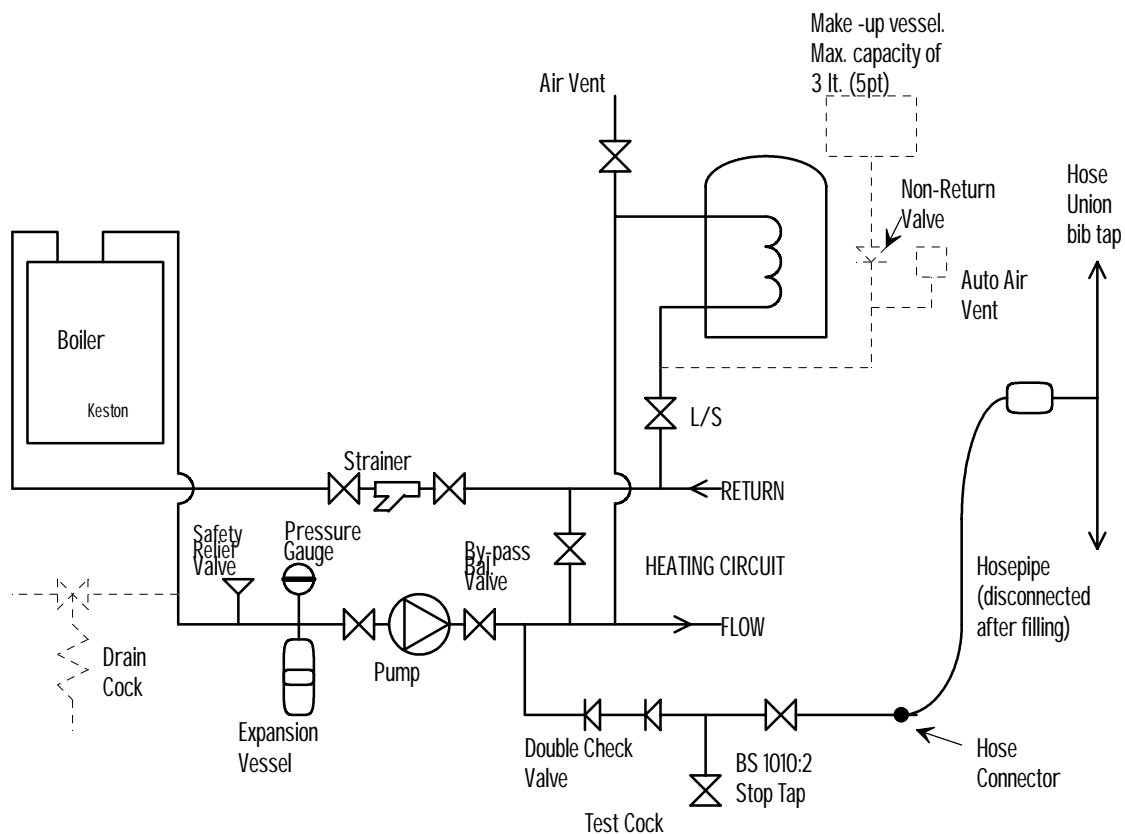 Make -up vessel.
Max. capacity of
3 lt. (5pt)
Air Vent
Hose
Union
bib tap
Non-Return
Valve
Auto Air
Vent
Boiler
Keston
L/S
Strainer
RETURN
Safety
Relief
Valve
Pressure
Gauge
By-pass
Bal.
Valve
HEATING CIRCUIT
Hosepipe
(disconnected
after filling)
FLOW
Drain
Cock
Pump
Expansion
Vessel
Double Check
Valve
BS 1010:2
Stop Tap
Hose
Connector
Test Cock